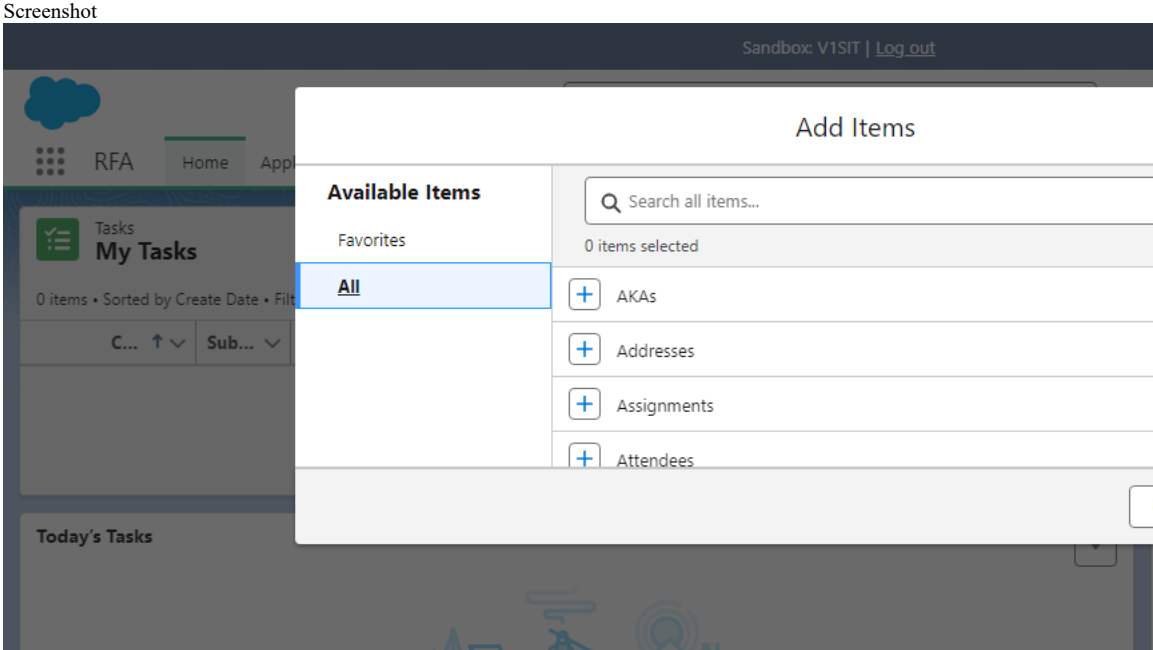 Screenshot
Sandbox: V1SIT | Log out
RFA
Home
Add Items
Available Items
Favorites
All
Search all items...
0 items selected
AKAs
Addresses
Assignments
Attendees
Tasks
My Tasks
0 items • Sorted by Create Date •
C...
Sub...
Today's Tasks